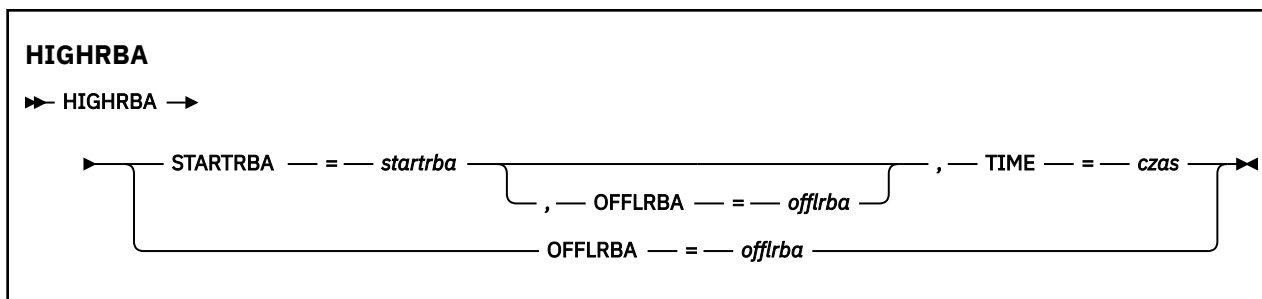 HIGHRBA
HIGHRBA
STARTRBA = startrba , TIME = czas
, OFFLRBA = offlrba
OFFLRBA = offlrba